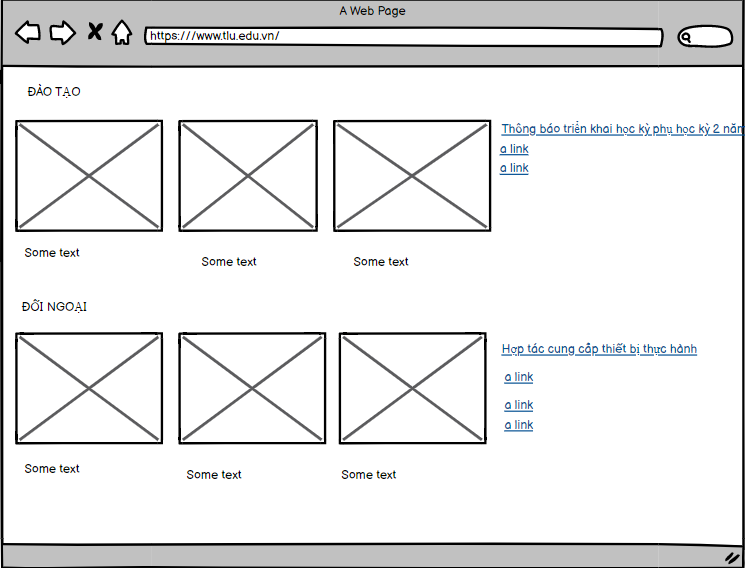 A Web Page
https:///www.tlu.edu.vn/
ĐÀO TẠO
Thông báo triển khai học kỳ phụ học kỳ 2 năm
a link
a link
Some text
Some text
Some text
ĐỐI NGOẠI
Hợp tác cung cấp thiết bị thực hành
a link
a link
a link
Some text
Some text
Some text